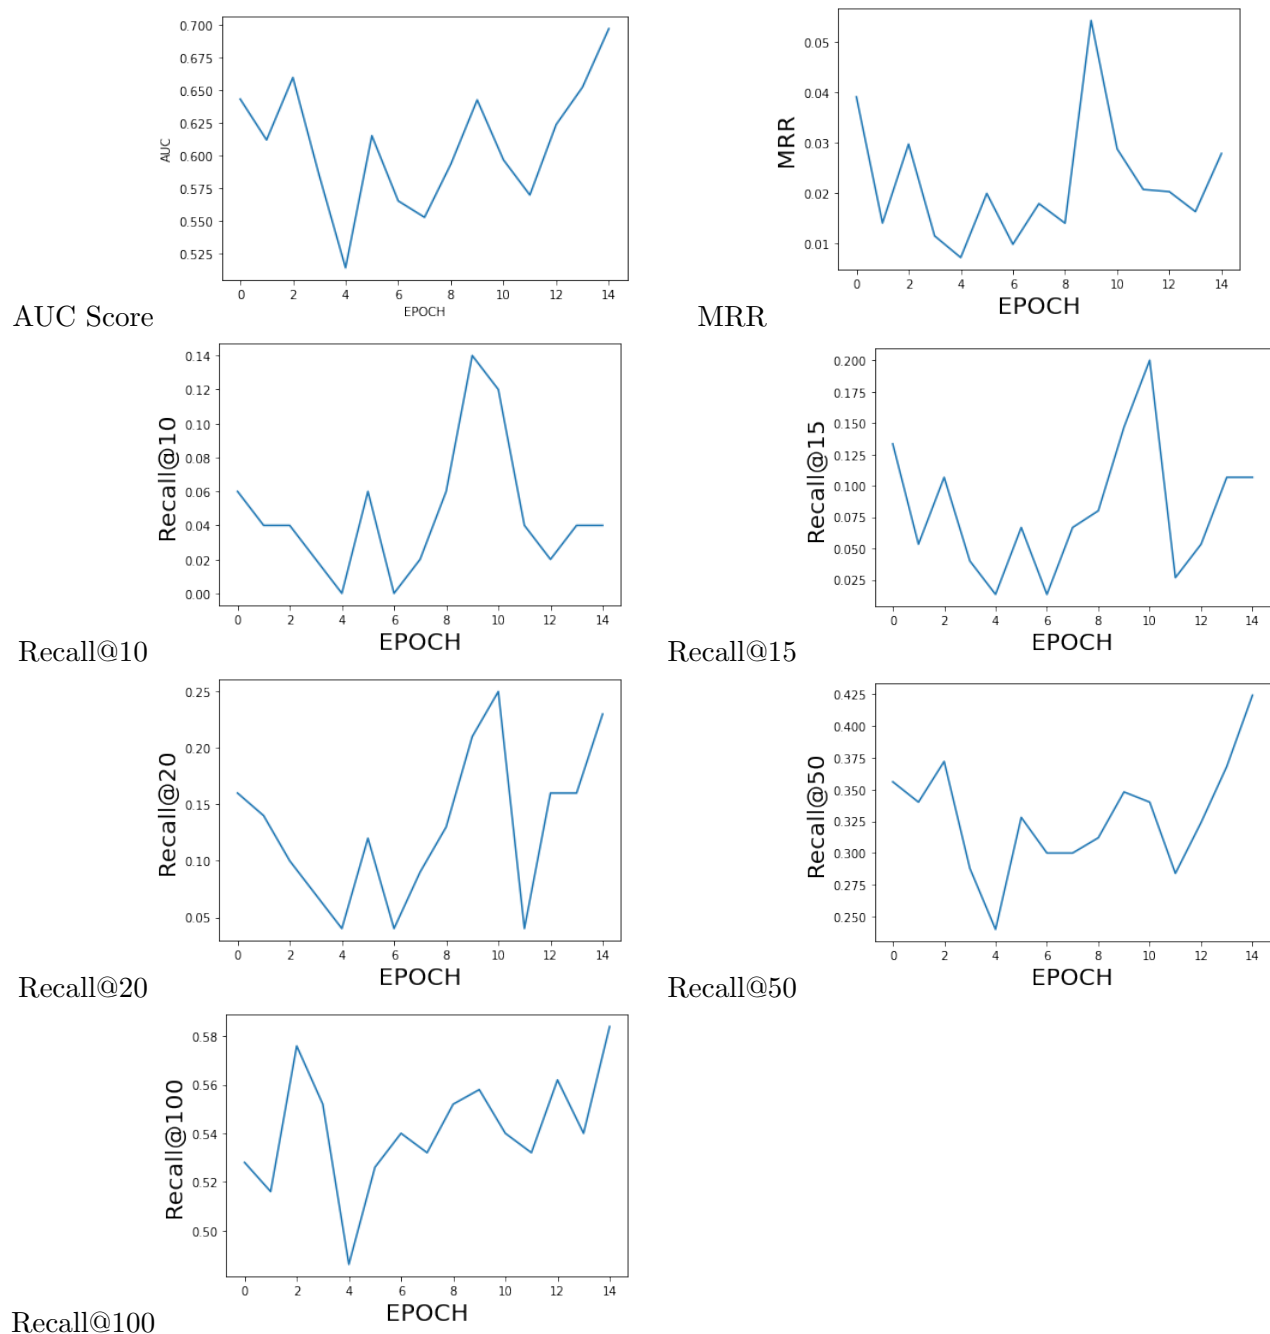 0.700
0.675
0.650
0.625
0.600
0.575
0.550
0.525
AUC
0 2 4 6 8 10 12 14
EPOCH
AUC Score
0.05
0.04
0.03
0.02
0.01
MRR
0 2 4 6 8 10 12 14
EPOCH
MRR
0.14
0.12
0.10
0.08
0.06
0.04
0.02
0.00
Recall@10
0 2 4 6 8 10 12 14
EPOCH
Recall@10
0.200
0.175
0.150
0.125
0.100
0.075
0.050
0.025
Recall@15
0 2 4 6 8 10 12 14
EPOCH
Recall@15
0.25
0.20
0.15
0.10
0.05
Recall@20
0 2 4 6 8 10 12 14
EPOCH
Recall@20
0.425
0.400
0.375
0.350
0.325
0.300
0.275
0.250
Recall@50
0 2 4 6 8 10 12 14
EPOCH
Recall@50
0.58
0.56
0.54
0.52
0.50
Recall@100
0 2 4 6 8 10 12 14
EPOCH
Recall@100